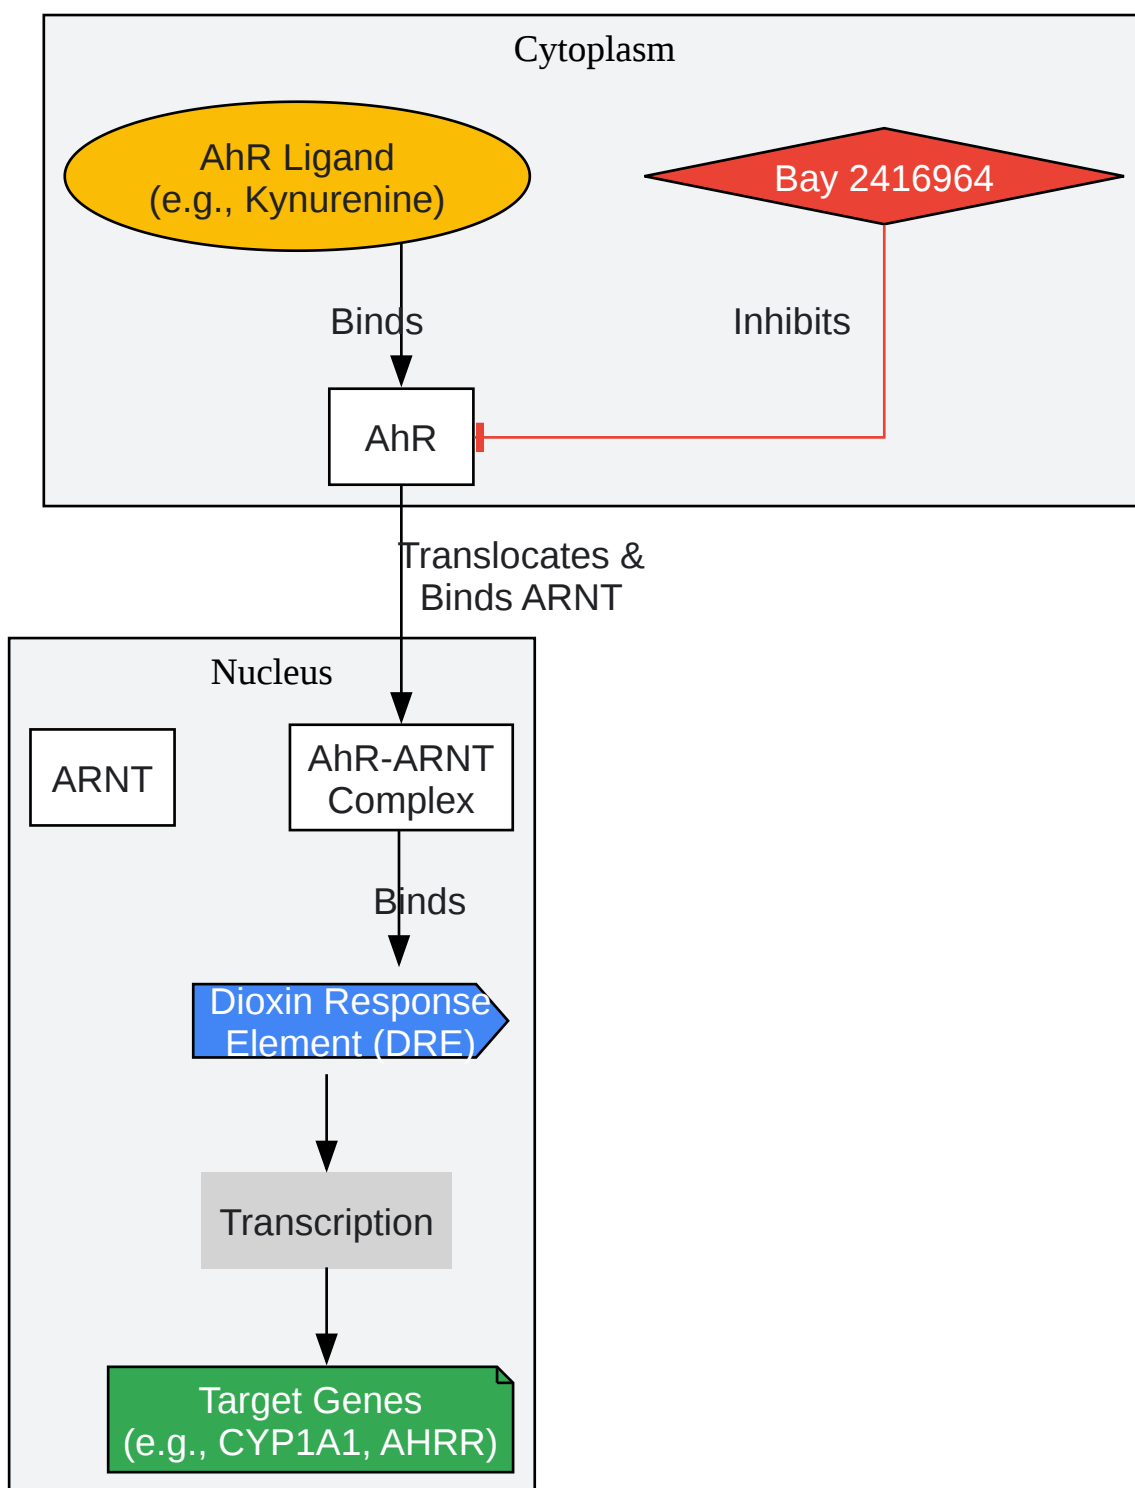 Cytoplasm
AhR Ligand
(e.g., Kynurenine)
Bay 2416964
Binds
Inhibits
AhR
Translocates &
Binds ARNT
Nucleus
ARNT
AhR-ARNT
Complex
Binds
Dioxin Response
Element (DRE)
Transcription
Target Genes
(e.g., CYP1A1, AHRR)